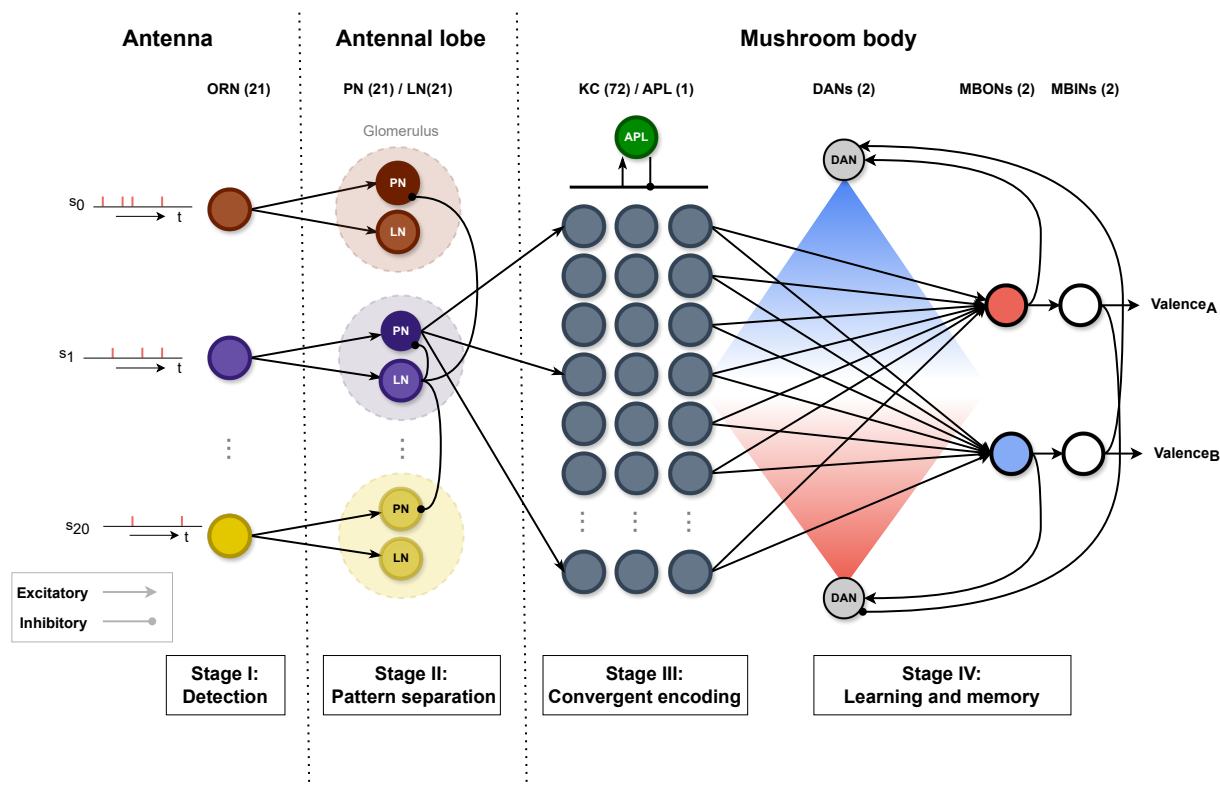 Antenna
Antennal lobe
Mushroom body
ORN (21)
PN (21) / LN(21)
KC (72) / APL (1)
DANs (2)
MBONs (2)
MBINs (2)
Glomerulus
APL
DAN
PN
LN
s0
t
PN
LN
s1
t
ValenceA
ValenceB
PN
LN
s20
t
DAN
Excitatory
Inhibitory
Stage I:
Detection
Stage II:
Pattern separation
Stage III:
Convergent encoding
Stage IV:
Learning and memory